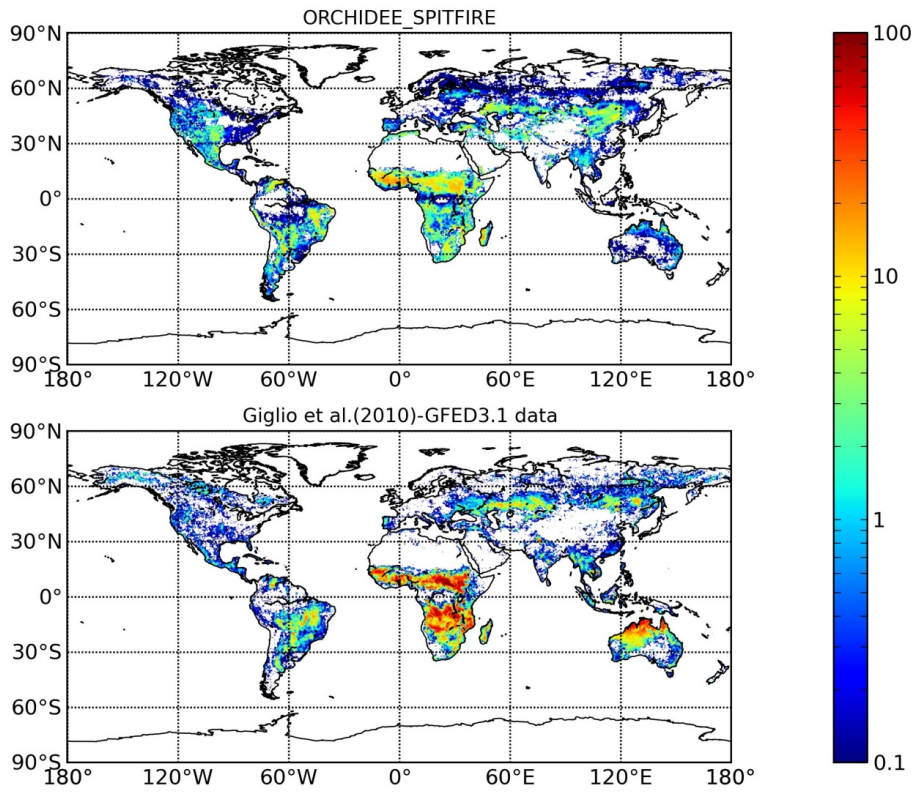 ORCHIDEE_SPITFIRE
90°N
60°N
30°N
0°
30°S
60°S
90°S
180° 120°W 60°W 0° 60°E 120°E 180°
Giglio et al.(2010)-GFED3.1 data
90°N
60°N
30°N
0°
30°S
60°S
90°S
180° 120°W 60°W 0° 60°E 120°E 180°
100
10
1
0.1